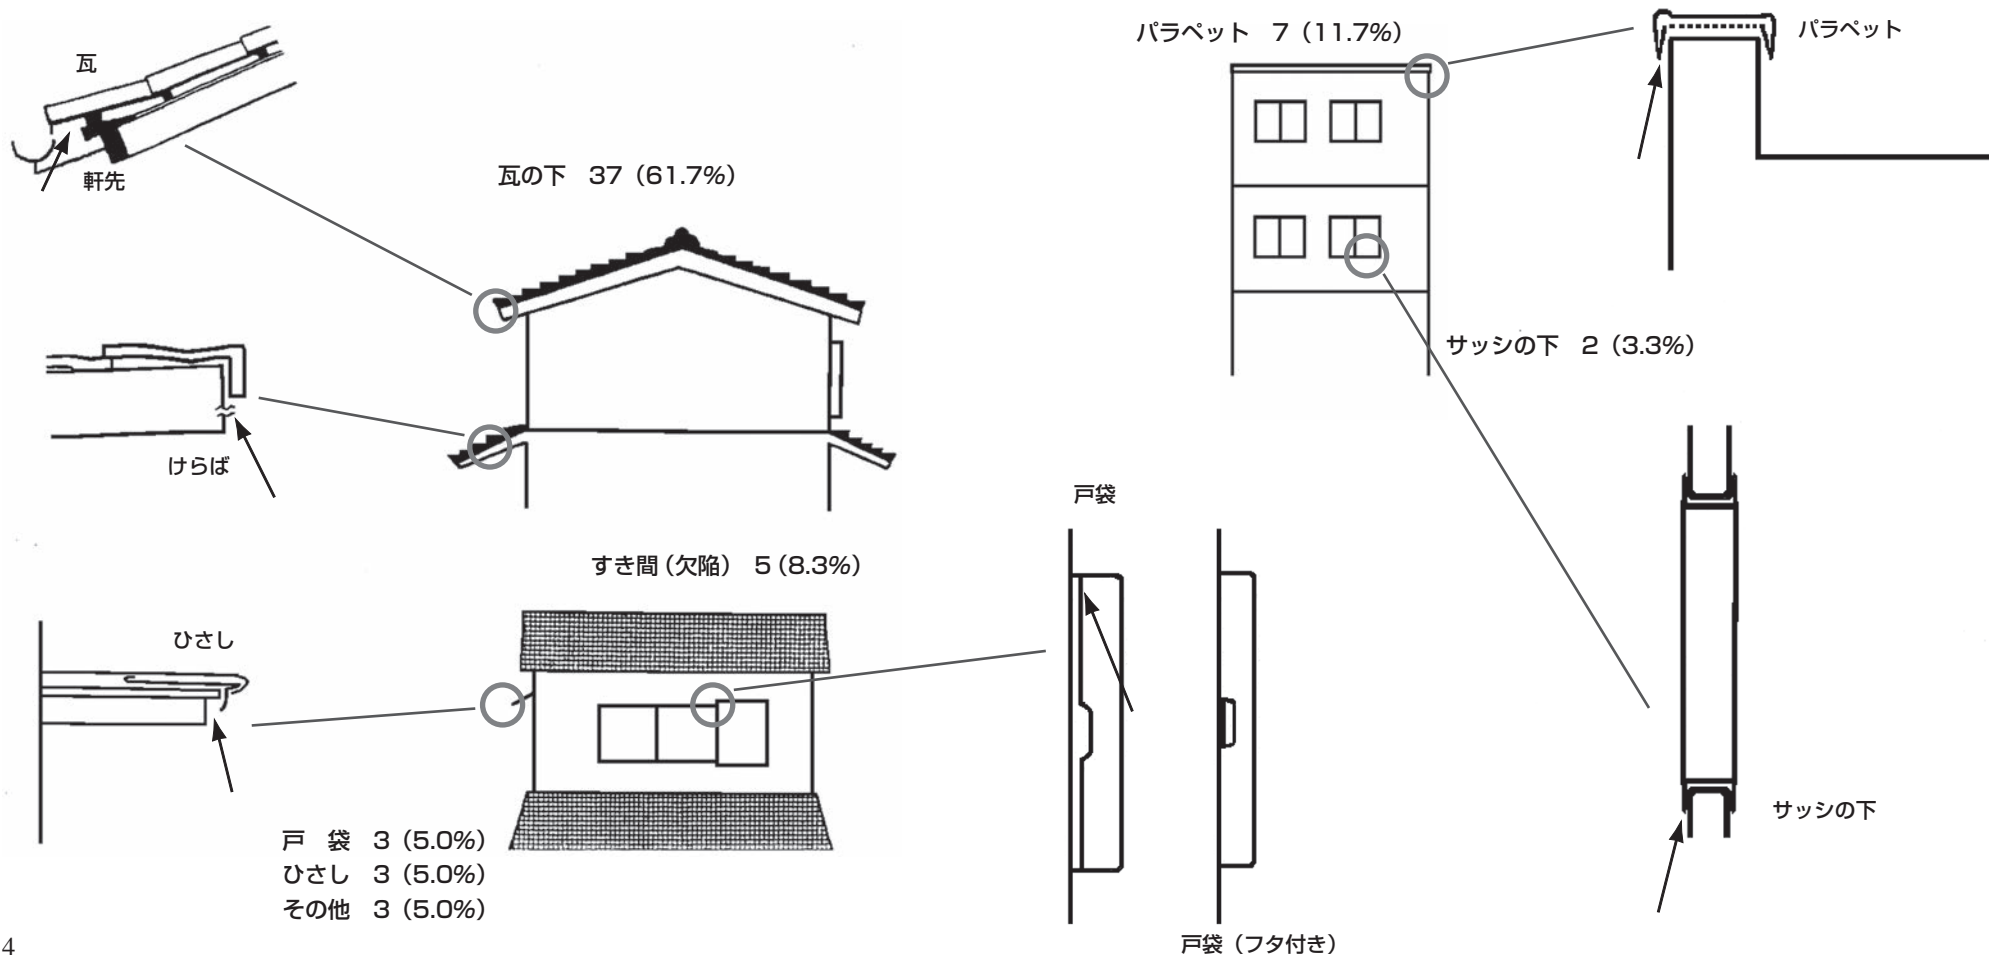 瓦
軒先
瓦の下　37（61.7%）
けらば
すき間（欠陥）　5（8.3%）
ひさし
戸　袋　3（5.0%）
ひさし　3（5.0%）
その他　3（5.0%）
パラペット　7（11.7%）
パラペット
サッシの下　2（3.3%）
戸袋
サッシの下
戸袋（フタ付き）
4